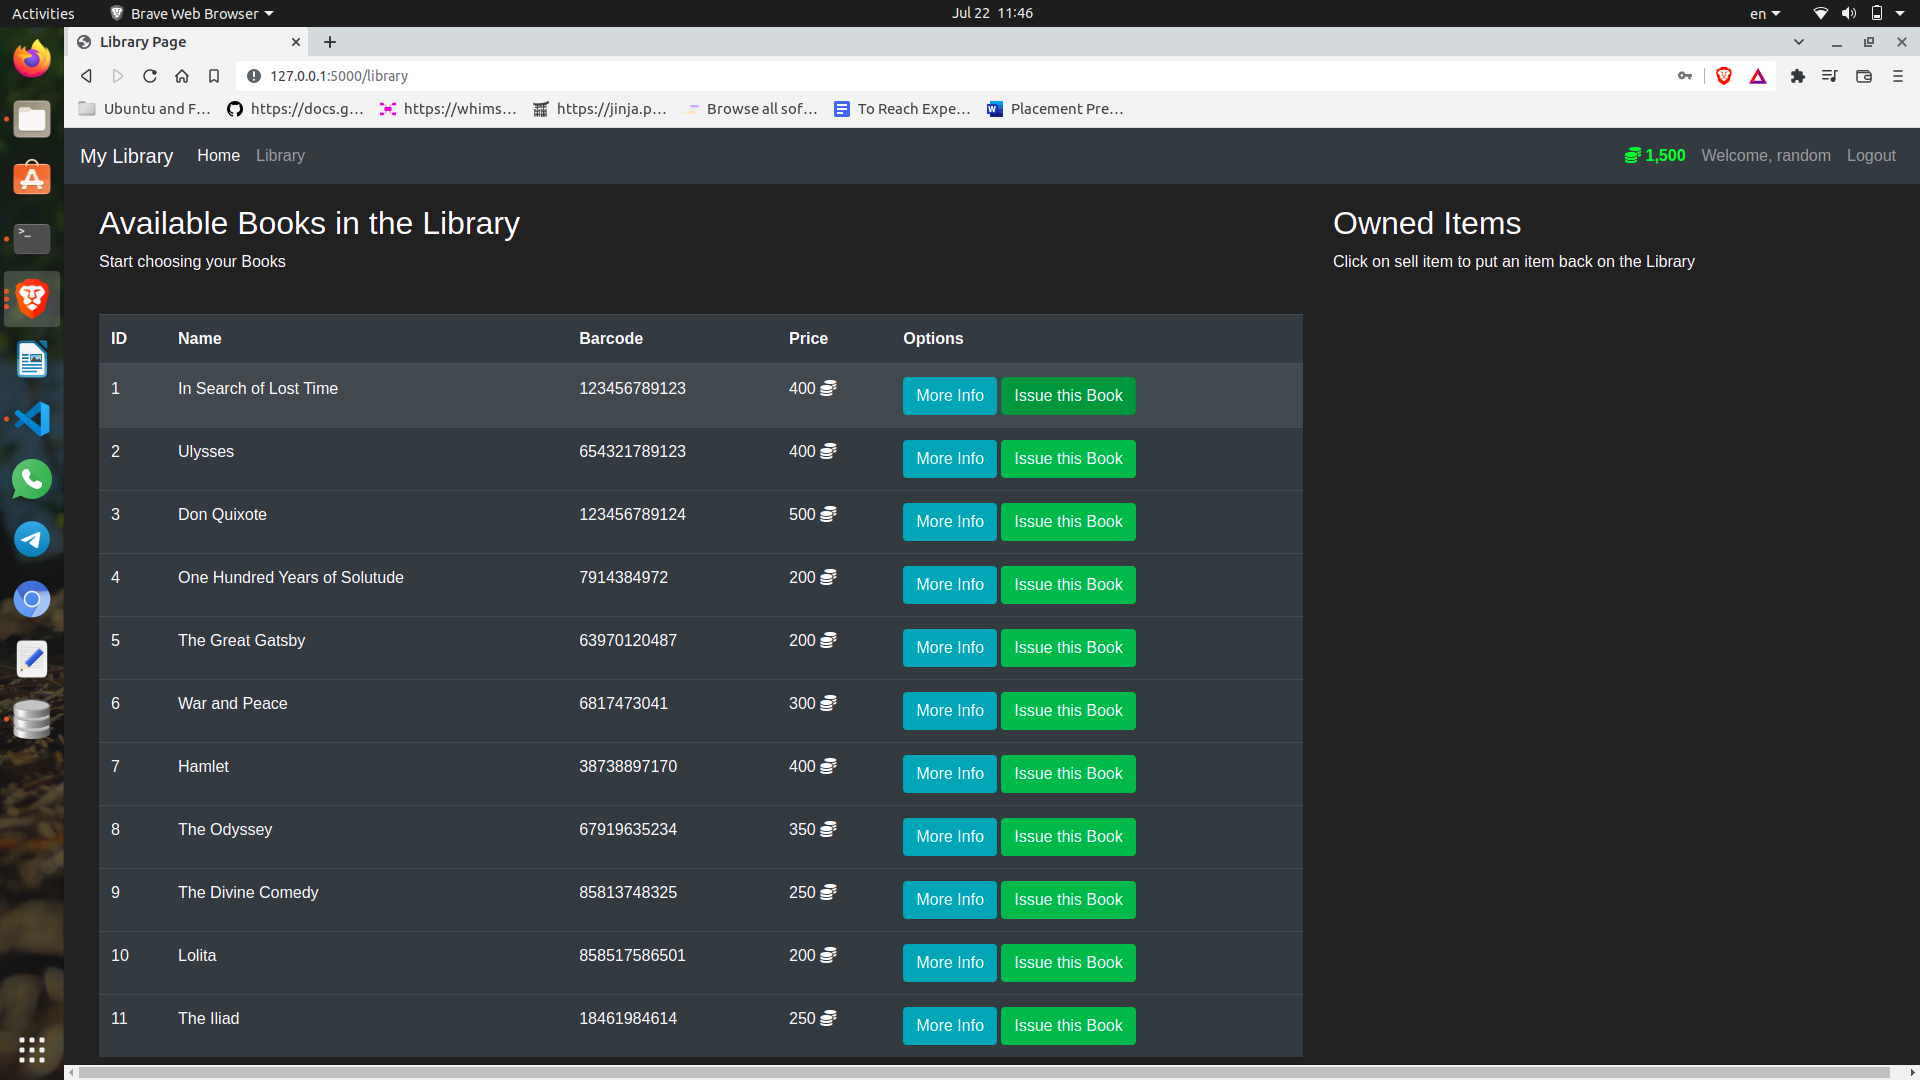 Activities Brave Web Browser Jul 22 11:46 en
Library Page
127.0.0.1:5000/library
Ubuntu and F... https://docs.g... https://whims... https://jinja.p... Browse all sof... To Reach Expe... Placement Pre...
My Library Home Library 1,500 Welcome, random Logout
Available Books in the Library
Start choosing your Books
Owned Items
Click on sell item to put an item back on the Library
ID Name Barcode Price Options
1 In Search of Lost Time 123456789123 400 More Info Issue this Book
2 Ulysses 654321789123 400 More Info Issue this Book
3 Don Quixote 123456789124 500 More Info Issue this Book
4 One Hundred Years of Solutude 7914384972 200 More Info Issue this Book
5 The Great Gatsby 63970120487 200 More Info Issue this Book
6 War and Peace 6817473041 300 More Info Issue this Book
7 Hamlet 38738897170 400 More Info Issue this Book
8 The Odyssey 67919635234 350 More Info Issue this Book
9 The Divine Comedy 85813748325 250 More Info Issue this Book
10 Lolita 858517586501 200 More Info Issue this Book
11 The Iliad 18461984614 250 More Info Issue this Book